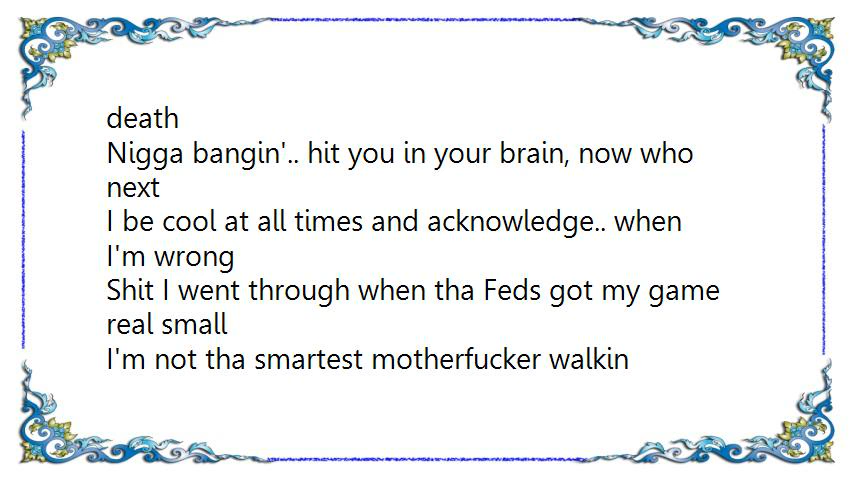 death
Nigga bangin'.. hit you in your brain, now who
next
I be cool at all times and acknowledge.. when
I'm wrong
Shit I went through when tha Feds got my game
real small
I'm not tha smartest motherfucker walkin